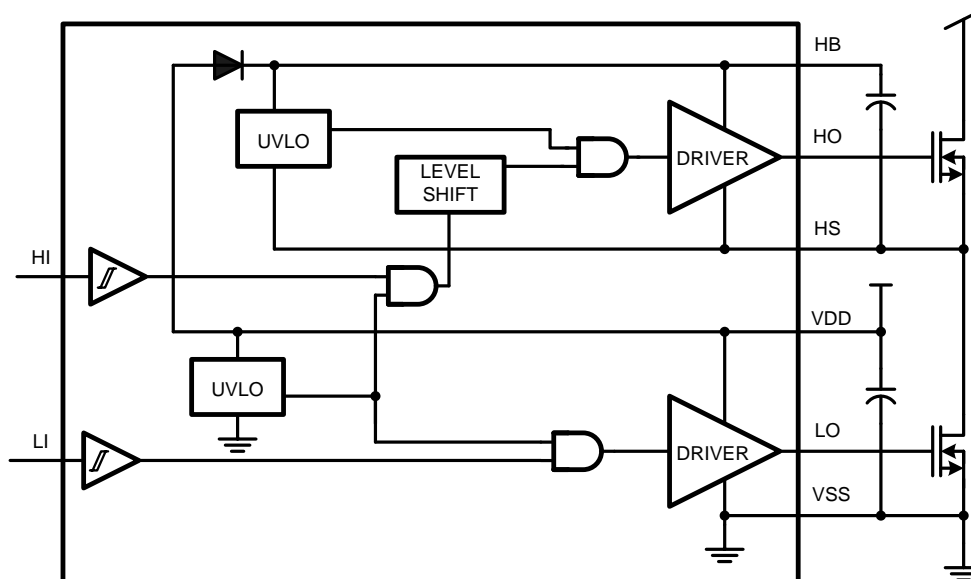 HB
UVLO
DRIVER
HO
LEVEL
SHIFT
HS
HI
VDD
UVLO
LI
DRIVER
LO
VSS